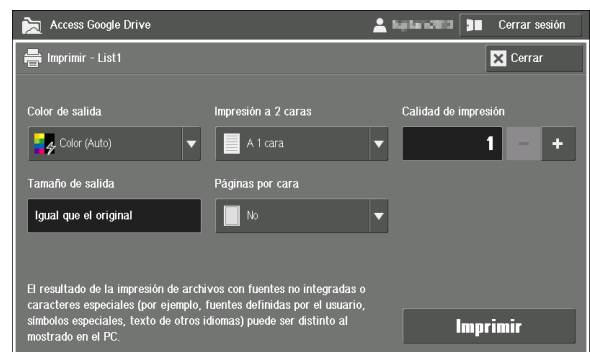 Access Google Drive
Cerrar sesión
Imprimir - List1
Cerrar
Color de salida
Impresión a 2 caras
Calidad de impresión
Color (Auto)
A 1 cara
1
Tamaño de salida
Páginas por cara
Igual que el original
No
El resultado de la impresión de archivos con fuentes no integradas o
caracteres especiales (por ejemplo, fuentes definidas por el usuario,
símbolos especiales, texto de otros idiomas) puede ser distinto al
mostrado en el PC.
Imprimir